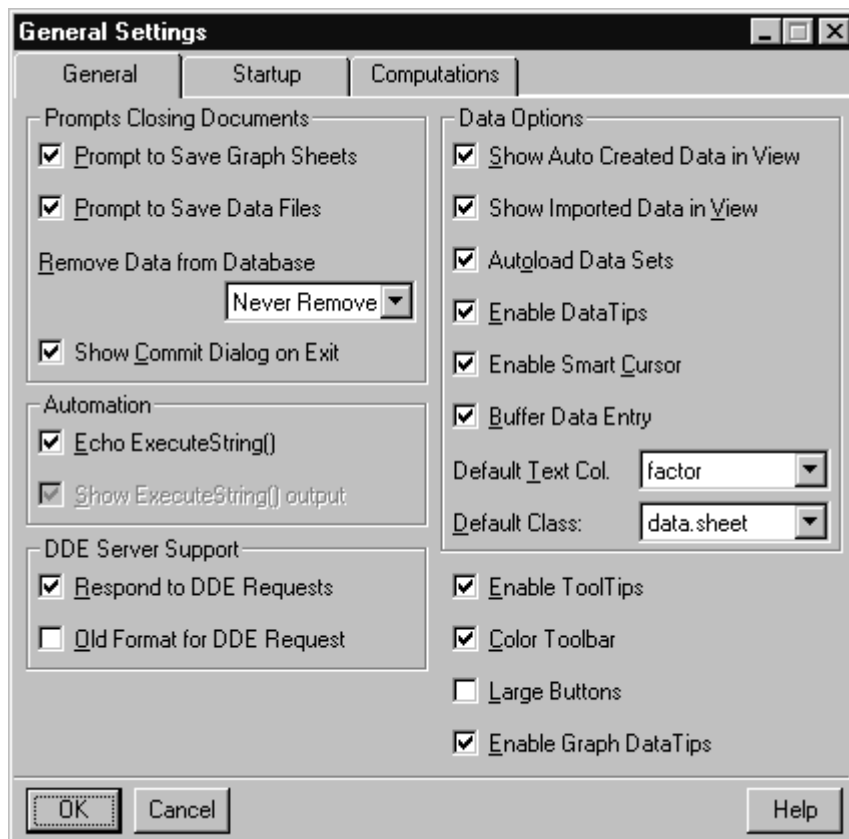 General Settings
General
Startup
Computations
Prompts Closing Documents
Prompt to Save Graph Sheets
Prompt to Save Data Files
Remove Data from Database
Never Remove
Show Commit Dialog on Exit
Automation
Echo ExecuteString()
Show ExecuteString() output
DDE Server Support
Respond to DDE Requests
Old Format for DDE Request
Data Options
Show Auto Created Data in View
Show Imported Data in View
Autoload Data Sets
Enable DataTips
Enable Smart Cursor
Buffer Data Entry
Default Text Col. factor
Default Class: data.sheet
Enable ToolTips
Color Toolbar
Large Buttons
Enable Graph DataTips
OK
Cancel
Help